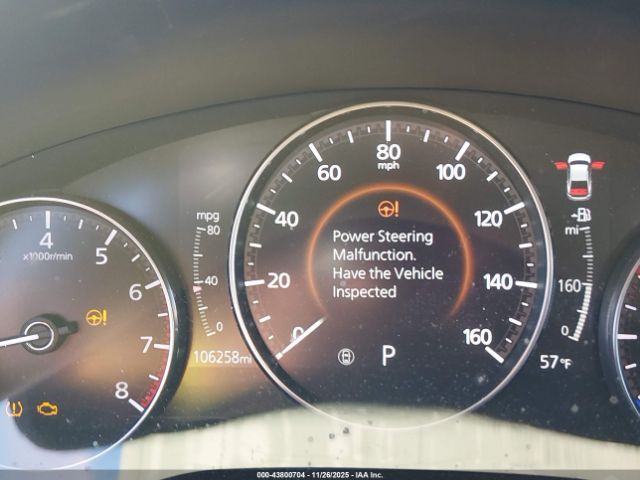 80
mph
60
100
40
120
20
140
0
160
Power Steering
Malfunction.
Have the Vehicle
Inspected
P
mpg
80
40
0
106258mi
4
x1000r/min
5
6
7
8
mi
160
0
57°F
000-43800704 - 11/26/2025 - IAA Inc.